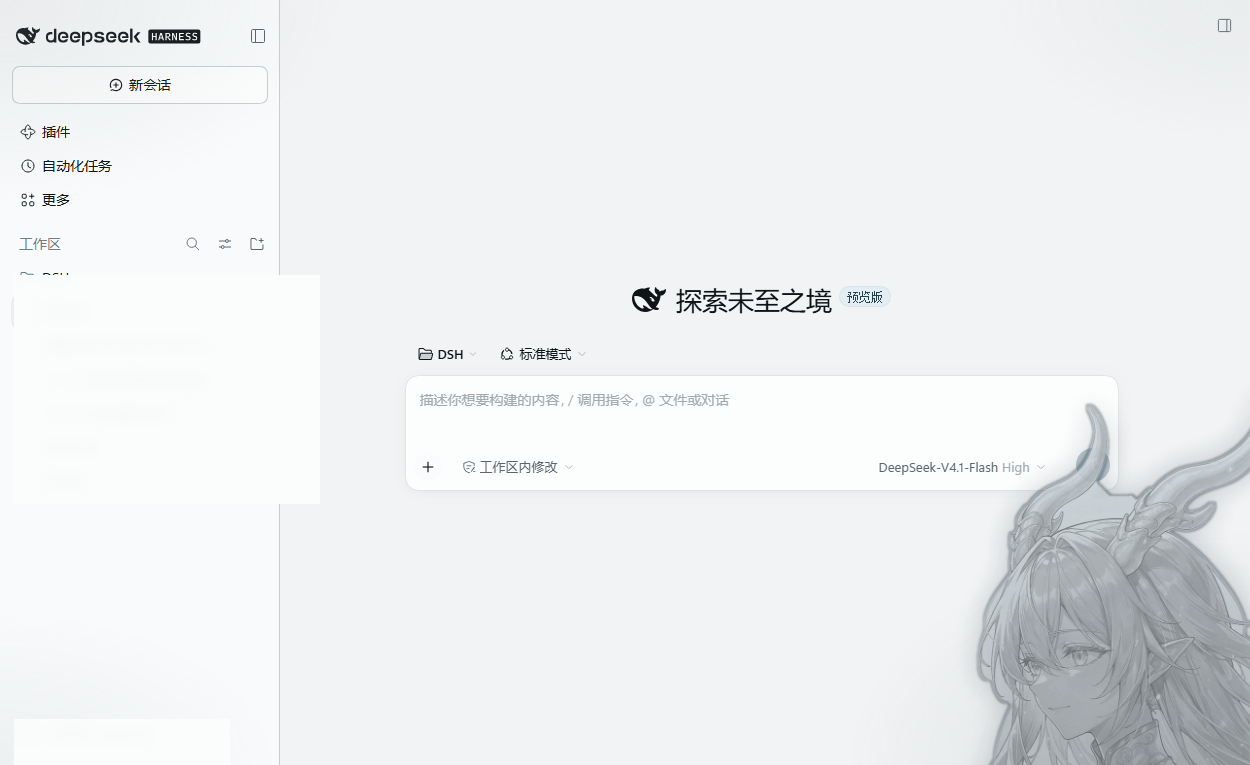 deepseek HARNESS
新会话
插件
自动化任务
更多
工作区
DSH
探索未至之境 预览版
DSH 标准模式
描述你想要构建的内容, / 调用指令, @ 文件或对话
工作区内修改 DeepSeek-V4.1-Flash High